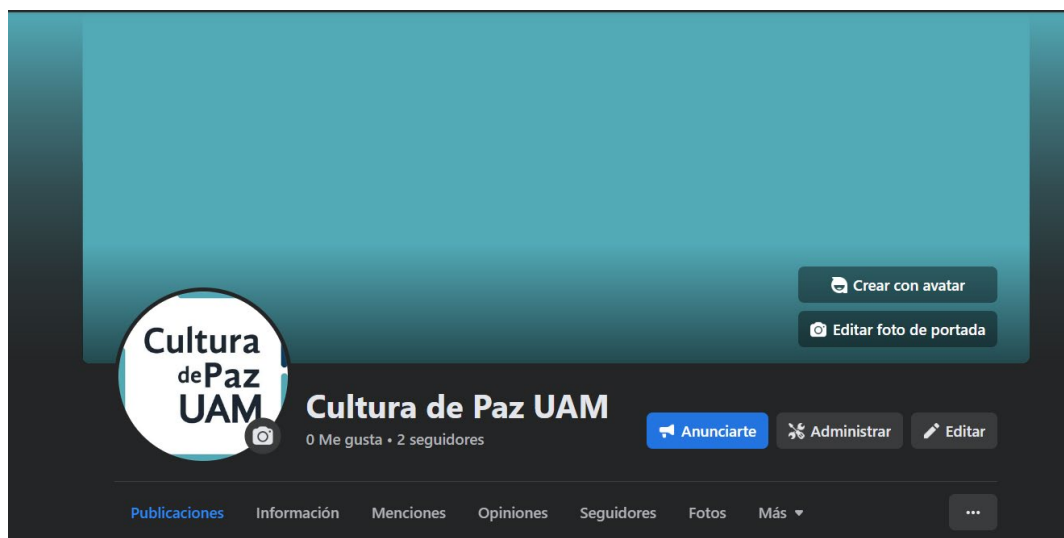 Crear con avatar
Editar foto de portada
Cultura
de Paz
UAM
Cultura de Paz UAM
0 Me gusta • 2 seguidores
Anunciarte
Administrar
Editar
Publicaciones
Información
Menciones
Opiniones
Seguidores
Fotos
Más